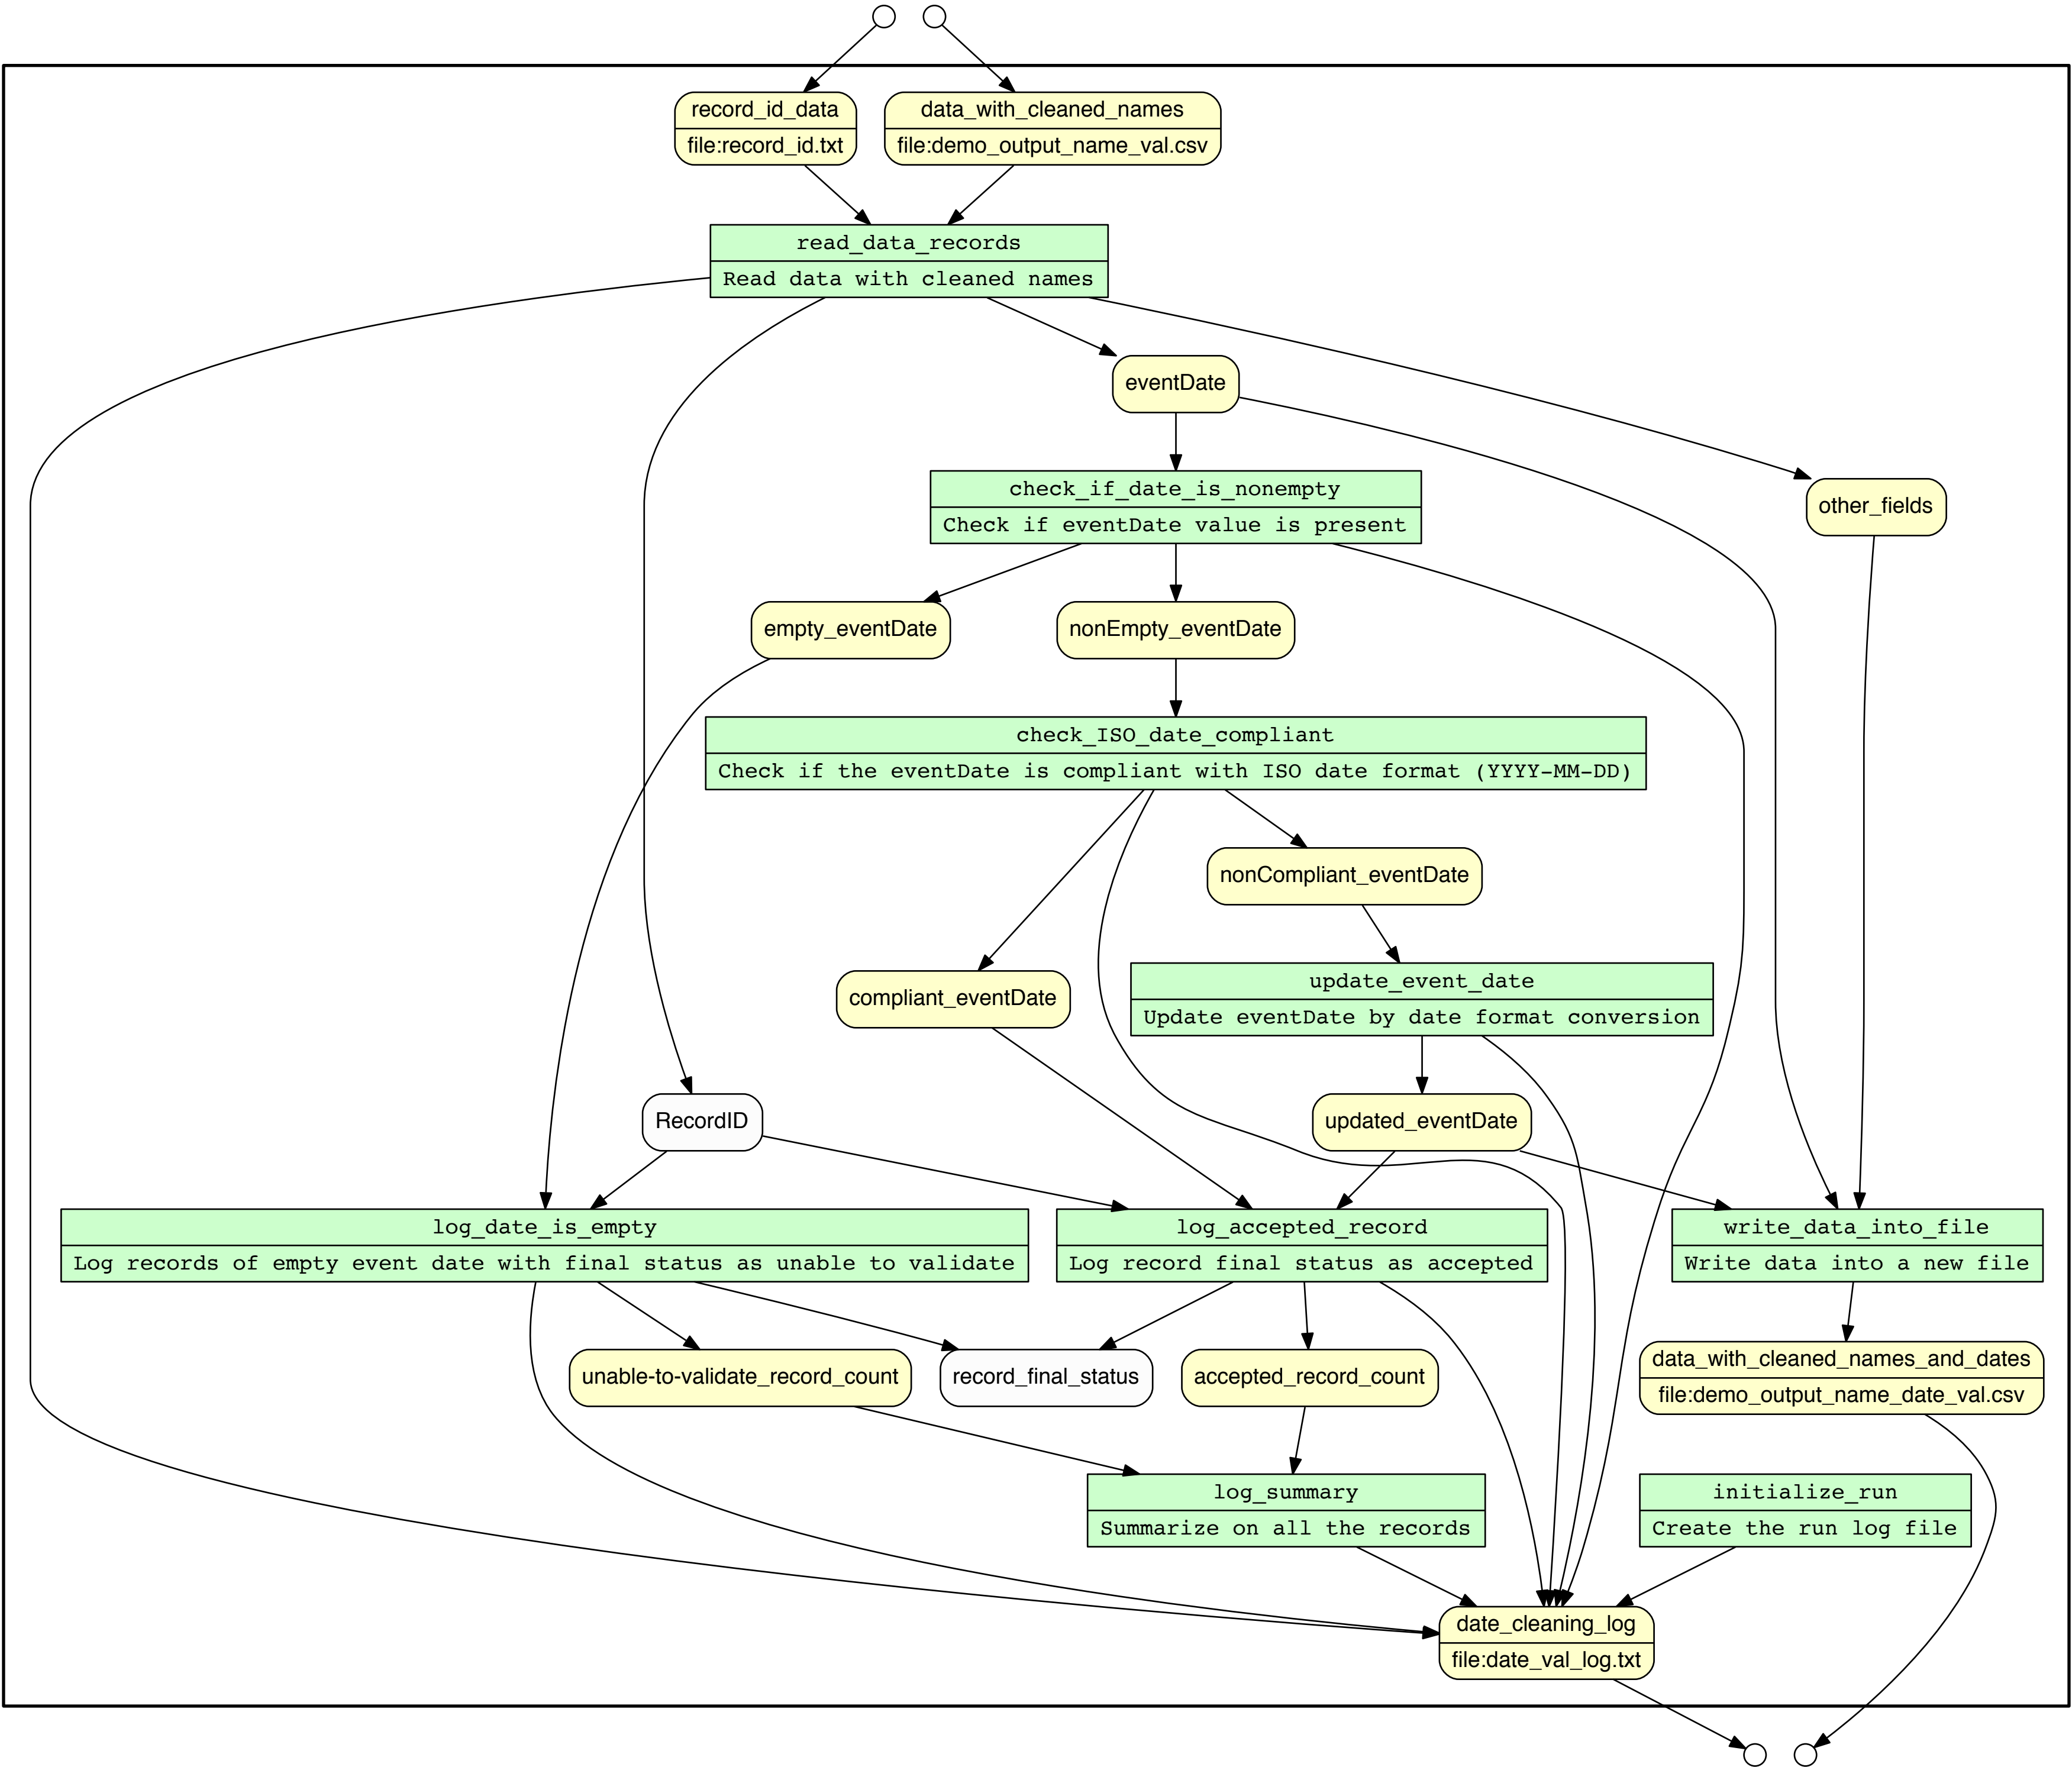 record_id_data
file:record_id.txt
data_with_cleaned_names
file:demo_output_name_val.csv
read_data_records
Read data with cleaned names
eventDate
check_if_date_is_nonempty
Check if eventDate value is present
other_fields
empty_eventDate
nonEmpty_eventDate
check_ISO_date_compliant
Check if the eventDate is compliant with ISO date format (YYYY-MM-DD)
nonCompliant_eventDate
compliant_eventDate
update_event_date
Update eventDate by date format conversion
RecordID
updated_eventDate
log_date_is_empty
Log records of empty event date with final status as unable to validate
log_accepted_record
Log record final status as accepted
write_data_into_file
Write data into a new file
unable-to-validate_record_count
record_final_status
accepted_record_count
data_with_cleaned_names_and_dates
file:demo_output_name_date_val.csv
log_summary
Summarize on all the records
initialize_run
Create the run log file
date_cleaning_log
file:date_val_log.txt